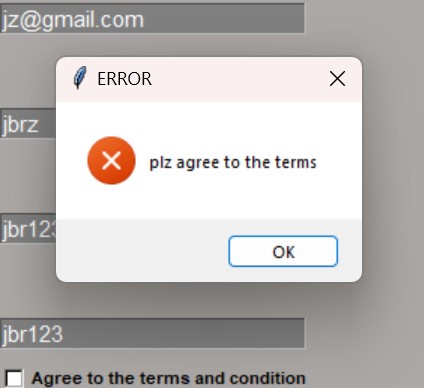 jz@gmail.com
ERROR
jbrz
plz agree to the terms
jbr123
OK
jbr123
Agree to the terms and condition